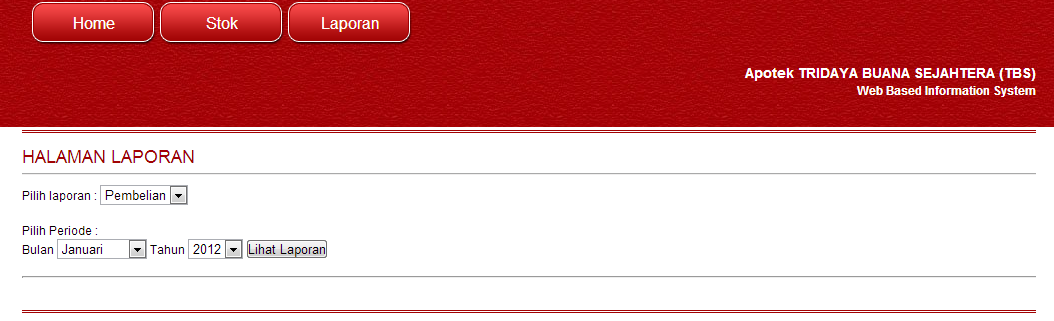 Home Stok Laporan
Apotek TRIDAYA BUANA SEJAHTERA (TBS)
Web Based Information System
HALAMAN LAPORAN
Pilih laporan : Pembelian
Pilih Periode :
Bulan Januari Tahun 2012 Lihat Laporan